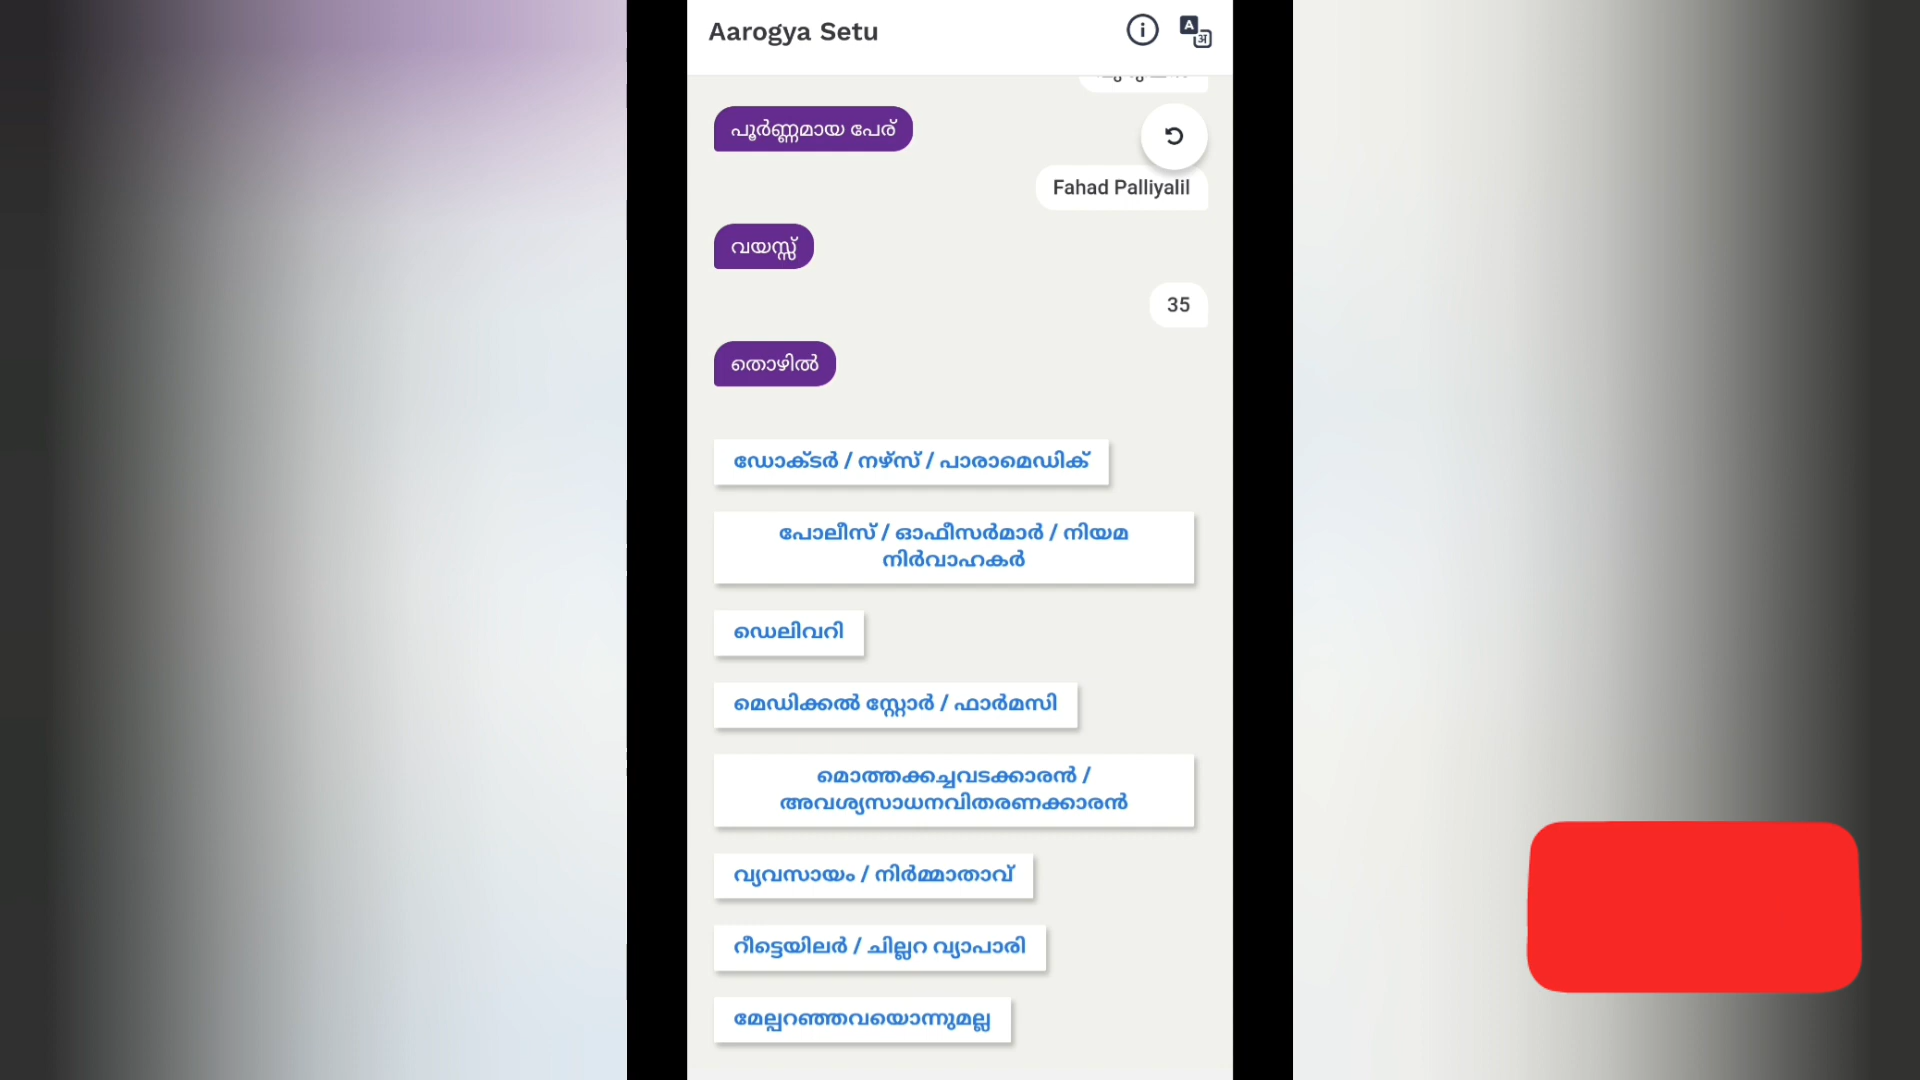 Aarogya Setu
പൂർണ്ണമായ പേര്
Fahad Palliyalil
വയസ്സ്
35
തൊഴിൽ
ഡോക്ടർ / നഴ്സ് / പാരാമെഡിക്
പോലീസ് / ഓഫീസർമാർ / നിയമ
നിർവാഹകർ
ഡെലിവറി
മെഡിക്കൽ സ്റ്റോർ / ഫാർമസി
മൊത്തക്കച്ചവടക്കാരൻ /
അവശ്യസാധനവിതരണക്കാരൻ
വ്യവസായം / നിർമ്മാതാവ്
റീട്ടെയിലർ / ചില്ലറ വ്യാപാരി
മേല്പറഞ്ഞവയൊന്നുമല്ല